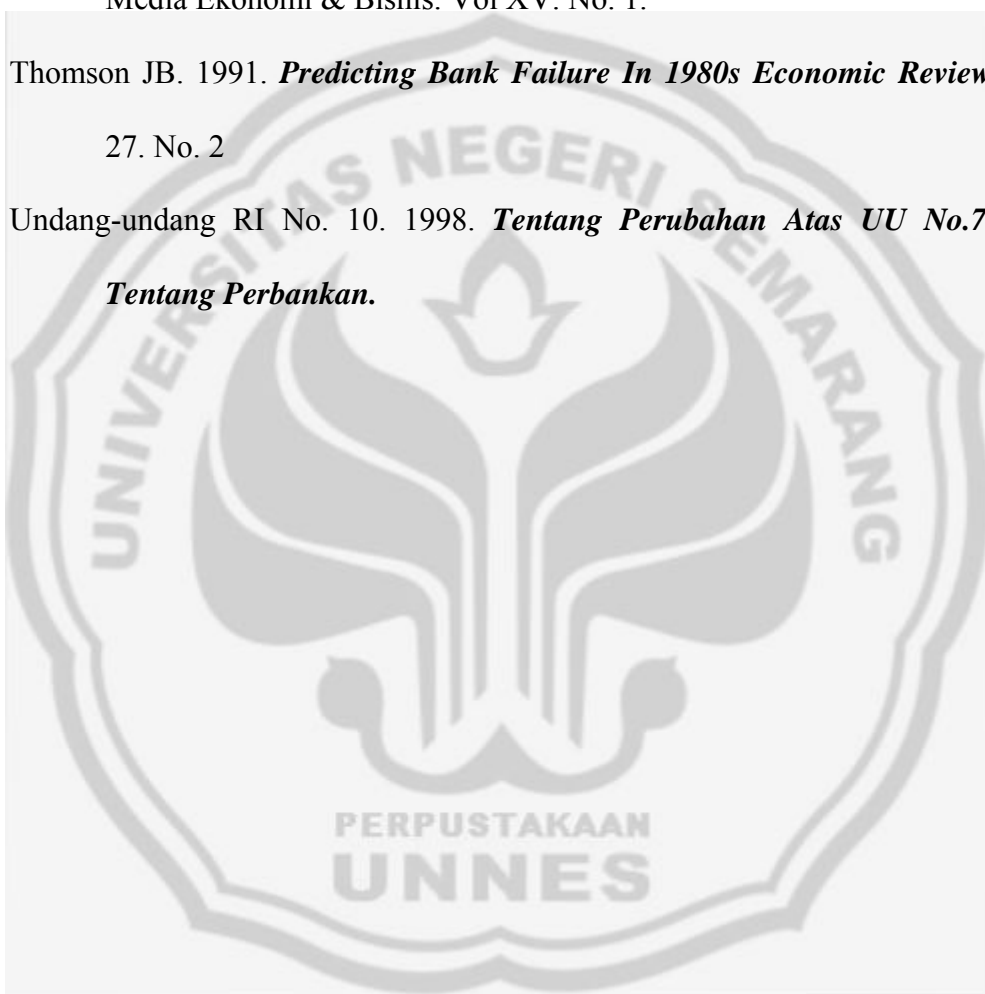 Media Ekonomi & Bisnis. Vol XV. No. 1.
Thomson JB. 1991. Predicting Bank Failure In 1980s Economic Review
27. No. 2
Undang-undang RI No. 10. 1998. Tentang Perubahan Atas UU No.7
Tentang Perbankan.
UNIVERSITAS NEGERI SEMARANG
PERPUSTAKAAN
UNNES